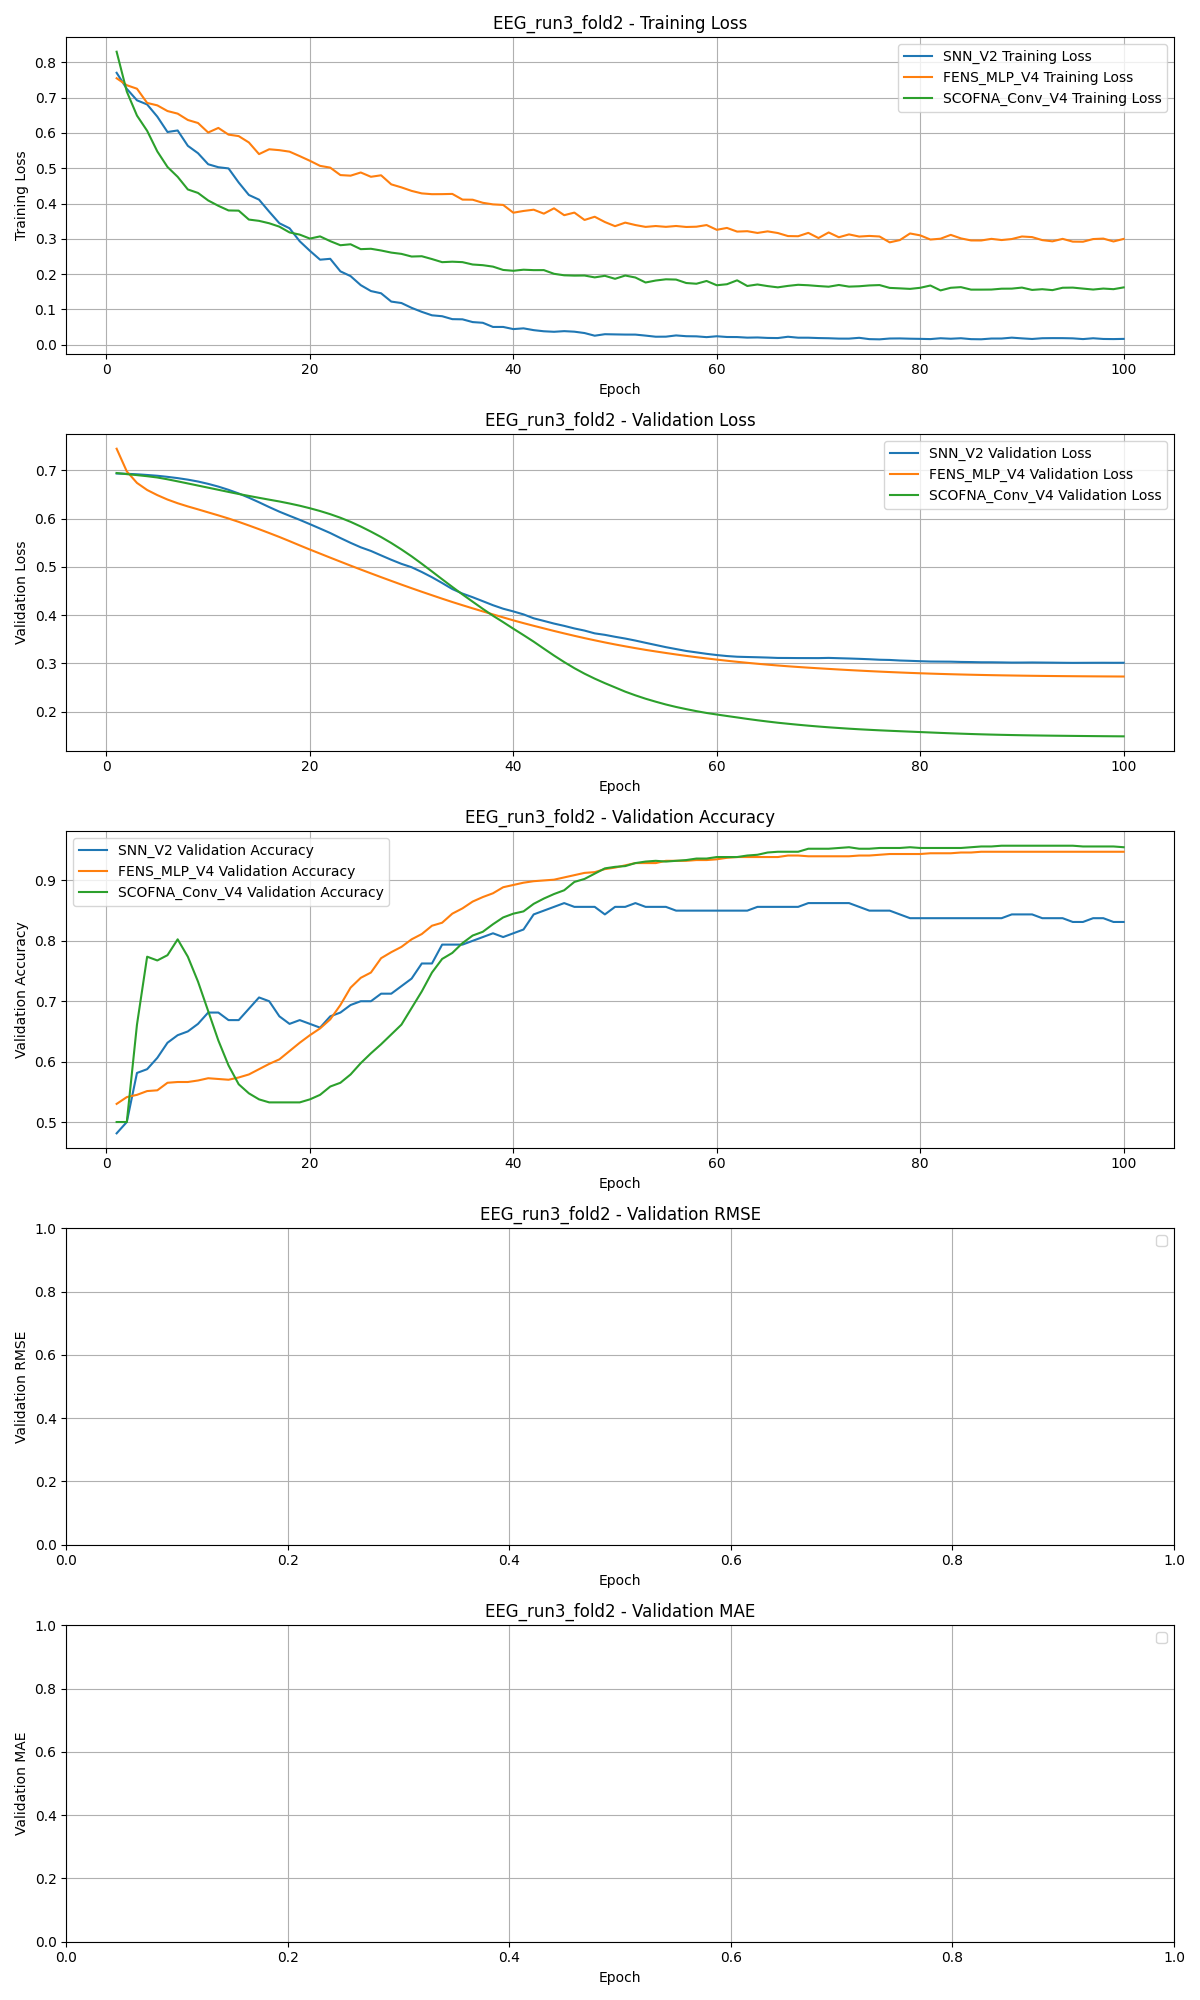 EEG_run3_fold2 - Training Loss
SNN_V2 Training Loss
FENS_MLP_V4 Training Loss
SCOFNA_Conv_V4 Training Loss
Training Loss
0.8
0.7
0.6
0.5
0.4
0.3
0.2
0.1
0.0
0 20 40 60 80 100
Epoch
EEG_run3_fold2 - Validation Loss
SNN_V2 Validation Loss
FENS_MLP_V4 Validation Loss
SCOFNA_Conv_V4 Validation Loss
Validation Loss
0.7
0.6
0.5
0.4
0.3
0.2
0 20 40 60 80 100
Epoch
EEG_run3_fold2 - Validation Accuracy
SNN_V2 Validation Accuracy
FENS_MLP_V4 Validation Accuracy
SCOFNA_Conv_V4 Validation Accuracy
Validation Accuracy
0.9
0.8
0.7
0.6
0.5
0 20 40 60 80 100
Epoch
EEG_run3_fold2 - Validation RMSE
Validation RMSE
1.0
0.8
0.6
0.4
0.2
0.0
0.0 0.2 0.4 0.6 0.8 1.0
Epoch
EEG_run3_fold2 - Validation MAE
Validation MAE
1.0
0.8
0.6
0.4
0.2
0.0
0.0 0.2 0.4 0.6 0.8 1.0
Epoch